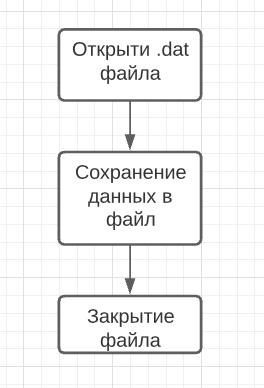 Открыти .dat
файла
Сохранение
данных в
файл
Закрытие
файла